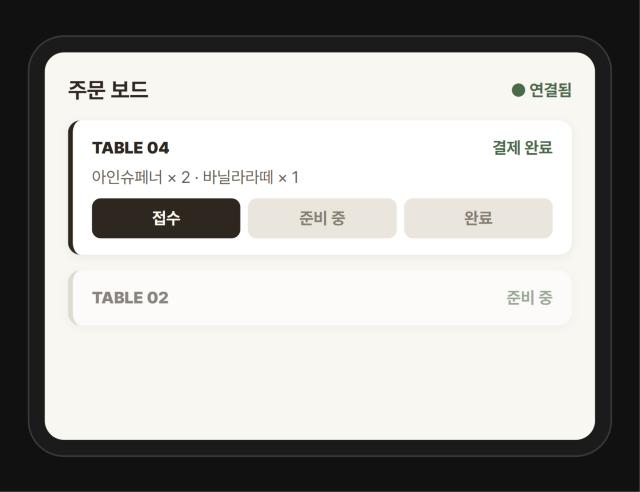 주문 보드
연결됨
TABLE 04
결제 완료
아인슈페너 × 2 · 바닐라라떼 × 1
접수
준비 중
완료
TABLE 02
준비 중